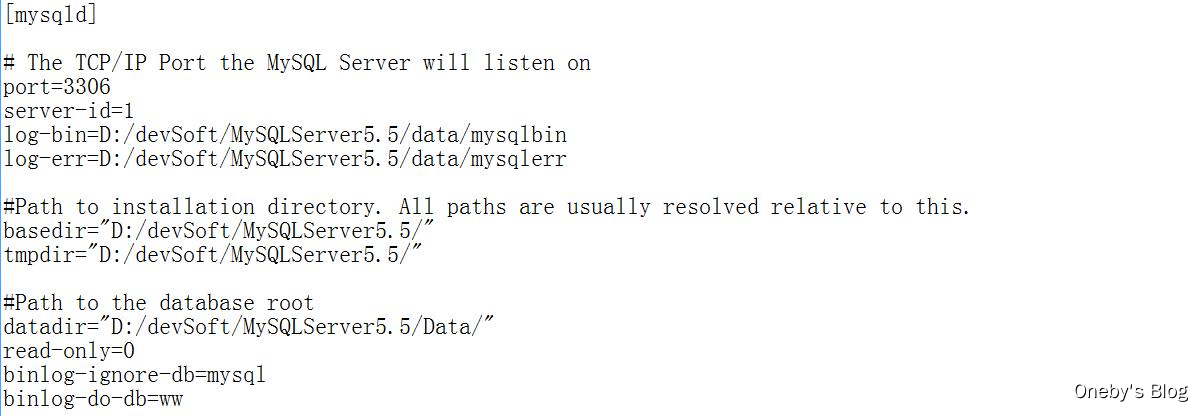 [mysqld]
# The TCP/IP Port the MySQL Server will listen on
port=3306
server-id=1
log-bin=D:/devSoft/MySQLServer5.5/data/mysqlbin
log-err=D:/devSoft/MySQLServer5.5/data/mysqlerr
#Path to installation directory. All paths are usually resolved relative to this.
basedir="D:/devSoft/MySQLServer5.5/"
tmpdir="D:/devSoft/MySQLServer5.5/"
#Path to the database root
datadir="D:/devSoft/MySQLServer5.5/Data/"
read-only=0
binlog-ignore-db=mysql
binlog-do-db=ww
Oneby's Blog